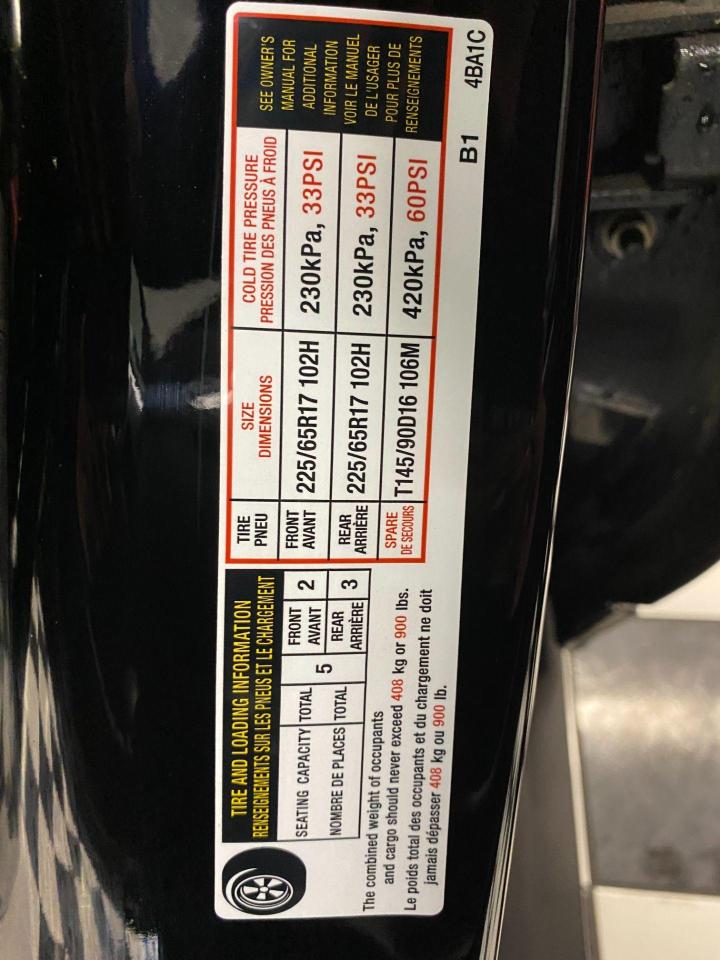 TIRE AND LOADING INFORMATION
RENSEIGNEMENTS SUR LES PNEUS ET LE CHARGEMENT
SEATING CAPACITY TOTAL 5 FRONT 2
AVANT
NOMBRE DE PLACES TOTAL REAR 3
ARRIÈRE
The combined weight of occupants
and cargo should never exceed 408 kg or 900 lbs.
Le poids total des occupants et du chargement ne doit
jamais dépasser 408 kg ou 900 lb.
TIRE SIZE COLD TIRE PRESSURE
PNEU DIMENSIONS PRESSION DES PNEUS À FROID
FRONT 225/65R17 102H 230kPa, 33PSI
AVANT
REAR 225/65R17 102H 230kPa, 33PSI
ARRIÈRE
SPARE T145/90D16 106M 420kPa, 60PSI
DE SECOURS
SEE OWNER'S
MANUAL FOR
ADDITIONAL
INFORMATION
VOIR LE MANUEL
DE L'USAGER
POUR PLUS DE
RENSEIGNEMENTS
B1 4BA1C